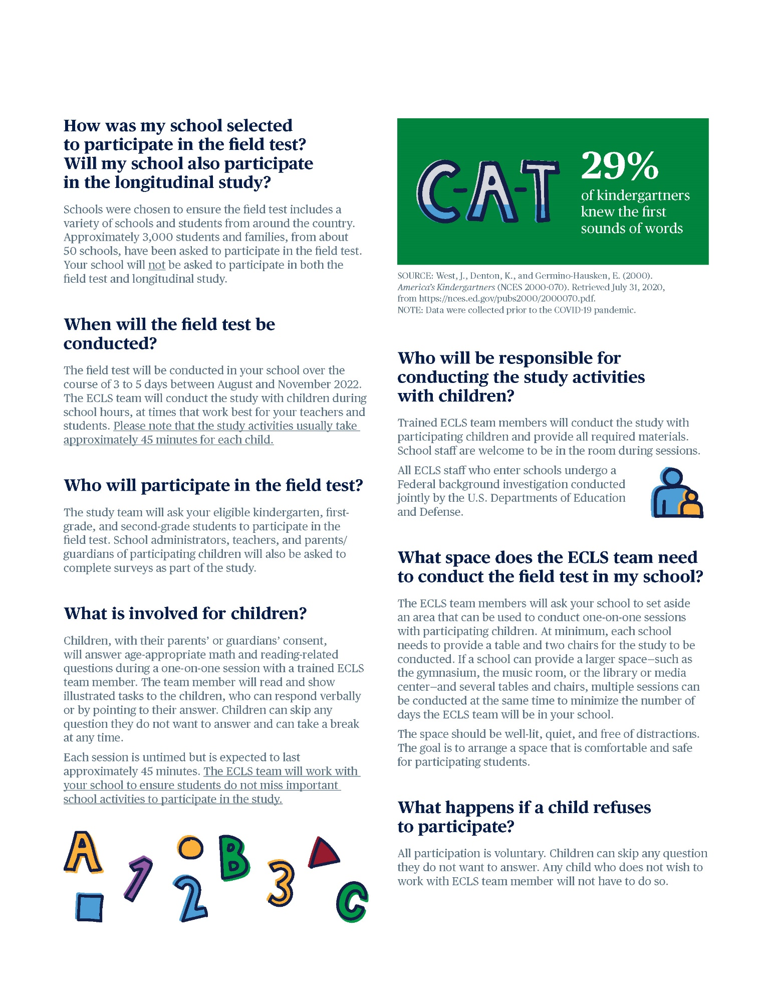 How was my school selected
to participate in the field test?
Will my school also participate
in the longitudinal study?
Schools were chosen to ensure the field test includes a
variety of schools and students from around the country.
Approximately 3,000 students and families, from about
50 schools, have been asked to participate in the field test.
Your school will not be asked to participate in both the
field test and longitudinal study.
When will the field test be
conducted?
The field test will be conducted in your school over the
course of 3 to 5 days between August and November 2022.
The ECLS team will conduct the study with children during
school hours, at times that work best for your teachers and
students. Please note that the study activities usually take
approximately 45 minutes for each child.
Who will participate in the field test?
The study team will ask your eligible kindergarten, first-
grade, and second-grade students to participate in the
field test. School administrators, teachers, and parents/
guardians of participating children will also be asked to
complete surveys as part of the study.
What is involved for children?
Children, with their parents’ or guardians’ consent,
will answer age-appropriate math and reading-related
questions during a one-on-one session with a trained ECLS
team member. The team member will read and show
illustrated tasks to the children, who can respond verbally
or by pointing to their answer. Children can skip any
question they do not want to answer and can take a break
at any time.
Each session is untimed but is expected to last
approximately 45 minutes. The ECLS team will work with
your school to ensure students do not miss important
school activities to participate in the study.
A 1 B 2 3 C
C-A-T
29%
of kindergartners
knew the first
sounds of words
SOURCE: West, J., Denton, K., and Germino-Hausken, E. (2000).
America’s Kindergartners (NCES 2000-070). Retrieved July 31, 2020,
from https://nces.ed.gov/pubs2000/2000070.pdf.
NOTE: Data were collected prior to the COVID-19 pandemic.
Who will be responsible for
conducting the study activities
with children?
Trained ECLS team members will conduct the study with
participating children and provide all required materials.
School staff are welcome to be in the room during sessions.
All ECLS staff who enter schools undergo a
Federal background investigation conducted
jointly by the U.S. Departments of Education
and Defense.
What space does the ECLS team need
to conduct the field test in my school?
The ECLS team members will ask your school to set aside
an area that can be used to conduct one-on-one sessions
with participating children. At minimum, each school
needs to provide a table and two chairs for the study to be
conducted. If a school can provide a larger space—such as
the gymnasium, the music room, or the library or media
center—and several tables and chairs, multiple sessions can
be conducted at the same time to minimize the number of
days the ECLS team will be in your school.
The space should be well-lit, quiet, and free of distractions.
The goal is to arrange a space that is comfortable and safe
for participating students.
What happens if a child refuses
to participate?
All participation is voluntary. Children can skip any question
they do not want to answer. Any child who does not wish to
work with ECLS team member will not have to do so.